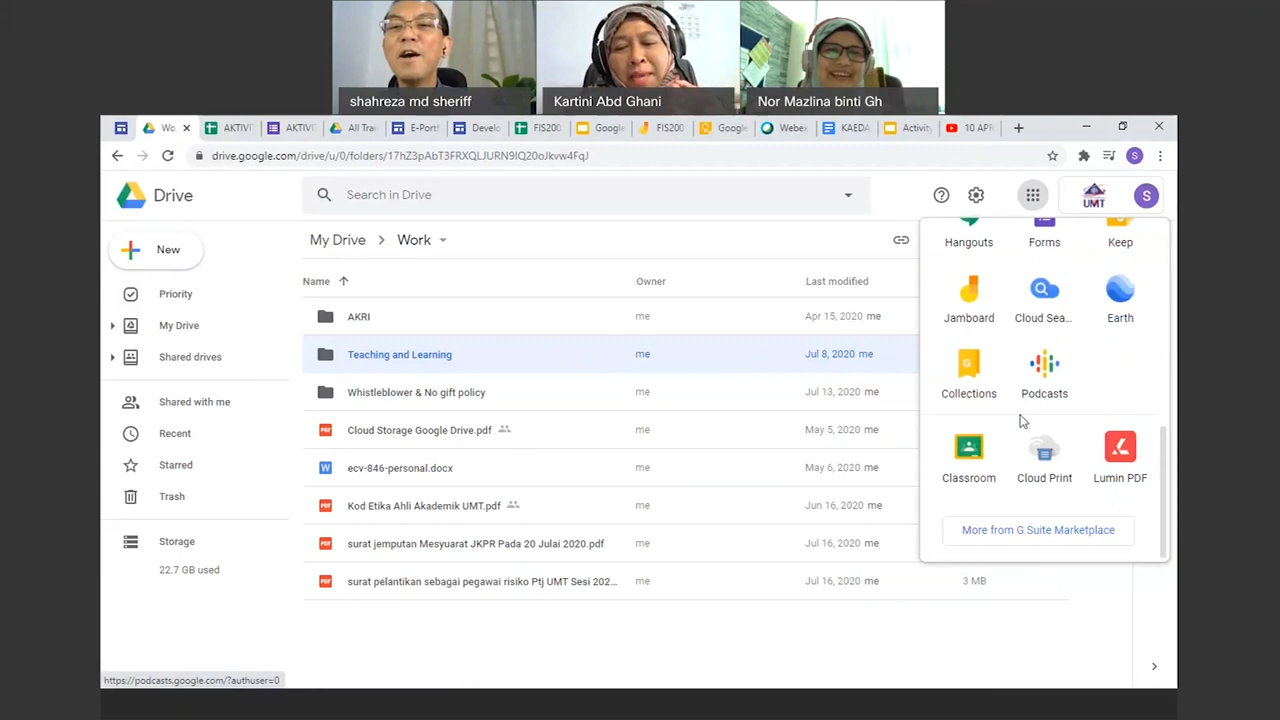 shahreza md sheriff
Kartini Abd Ghani
Nor Mazlina binti Gh
Wo
AKTIVI
AKTIVI
All Trai
E-Portf
Develo
FIS200
Google
FIS200
Google
Webex
KAEDA
Activity
10 APR
drive.google.com/drive/u/0/folders/17hZ3pAbT3FRXQLJURN9IQ20oJkvw4FqJ
S
Drive
Search in Drive
UMT
S
New
My Drive > Work
Hangouts
Forms
Keep
Name
Owner
Last modified
Priority
My Drive
Shared drives
Shared with me
Recent
Starred
Trash
Storage
22.7 GB used
AKRI me Apr 15, 2020 me
Teaching and Learning me Jul 8, 2020 me
Whistleblower & No gift policy me Jul 13, 2020 me
PDF Cloud Storage Google Drive.pdf me May 5, 2020 me
W ecv-846-personal.docx me May 6, 2020 me
PDF Kod Etika Ahli Akademik UMT.pdf me Jun 16, 2020 me
PDF surat jemputan Mesyuarat JKPR Pada 20 Julai 2020.pdf me Jul 16, 2020 me
PDF surat pelantikan sebagai pegawai risiko Ptj UMT Sesi 202... me Jul 16, 2020 me 3 MB
Jamboard
Cloud Sea...
Earth
G
Collections
Podcasts
Classroom
Cloud Print
Lumin PDF
More from G Suite Marketplace
https://podcasts.google.com/?authuser=0